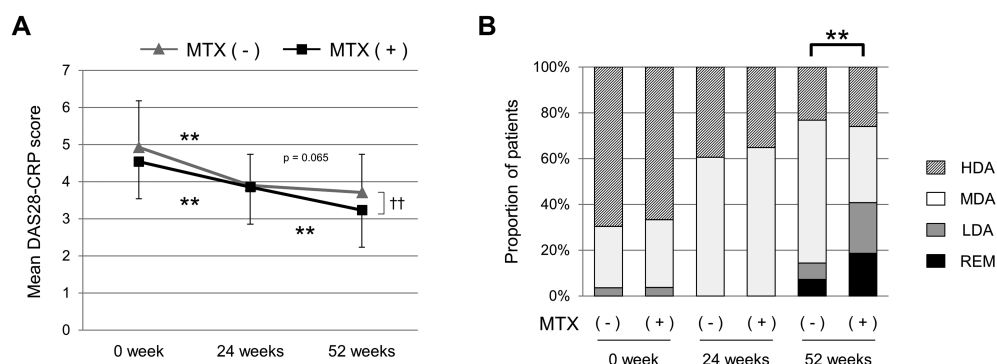 A
MTX ( - ) MTX ( + )
Mean DAS28-CRP score
7
6
5
4
3
2
1
0
**
**
p = 0.065
**
††
0 week 24 weeks 52 weeks
B
**
Proportion of patients
100%
80%
60%
40%
20%
0%
HDA
MDA
LDA
REM
MTX ( - ) ( + ) ( - ) ( + ) ( - ) ( + )
0 week 24 weeks 52 weeks